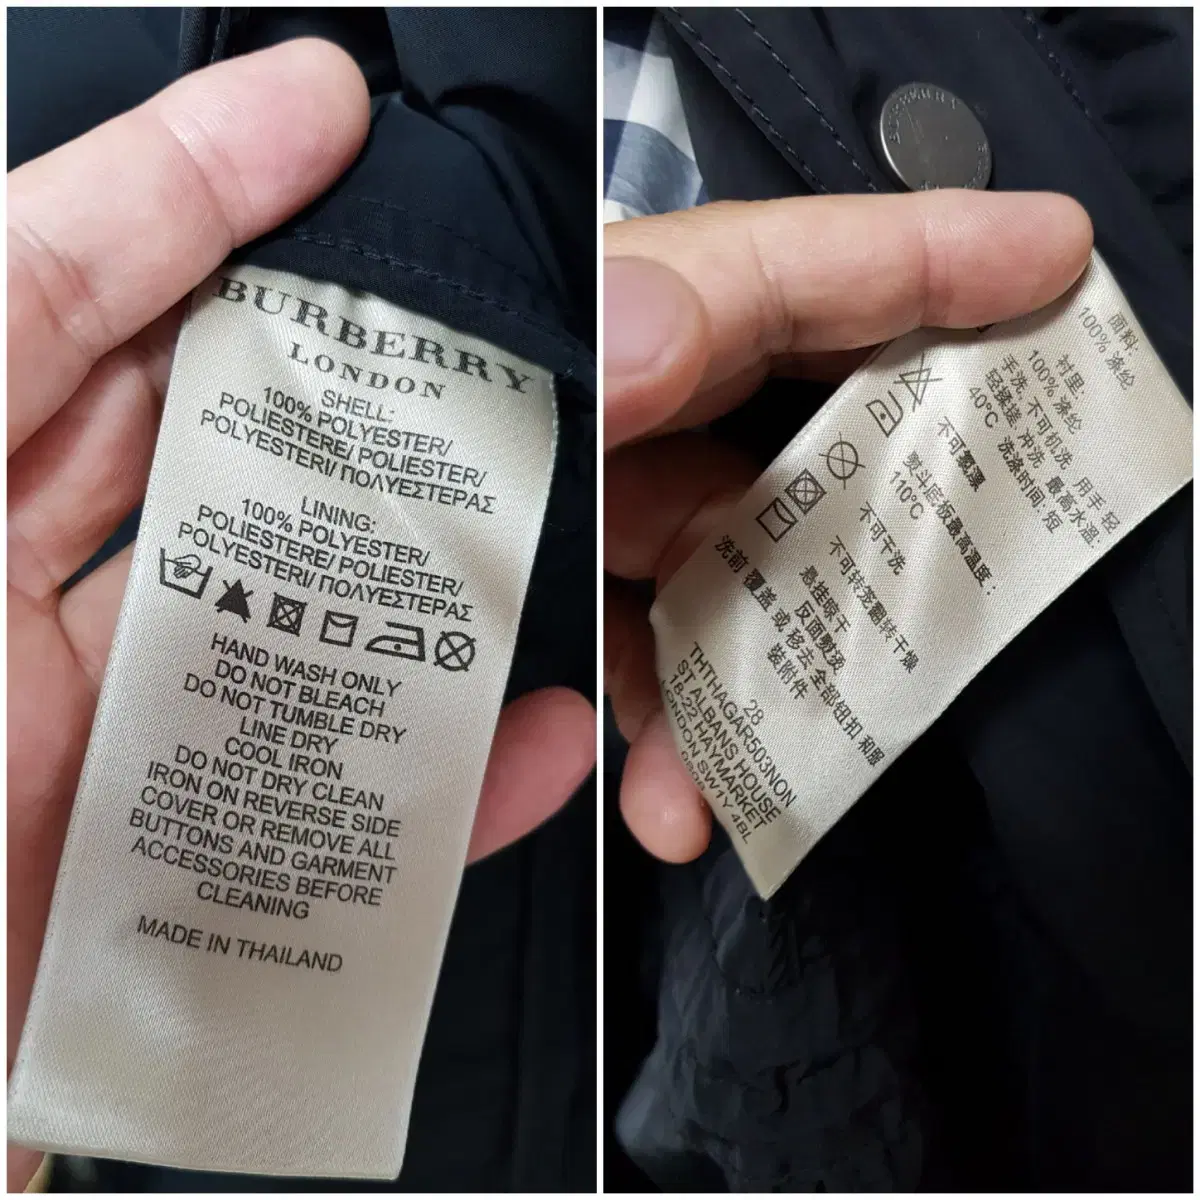 BURBERRY
LONDON
SHELL:
100% POLYESTER/
POLIESTERE/ POLIESTER/
POLYESTERI/ ΠΟΛΥΕΣΤΕΡΑΣ
LINING:
100% POLYESTER/
POLIESTERE/ POLIESTER/
POLYESTERI/ ΠΟΛΥΕΣΤΕΡΑΣ
HAND WASH ONLY
DO NOT BLEACH
DO NOT TUMBLE DRY
LINE DRY
COOL IRON
DO NOT DRY CLEAN
IRON ON REVERSE SIDE
COVER OR REMOVE ALL
BUTTONS AND GARMENT
ACCESSORIES BEFORE
CLEANING
MADE IN THAILAND
BURBERRY
面料:
100% 涤纶
衬里:
100% 涤纶
手洗, 不可机洗, 用手 轻
轻揉搓, 冲洗, 最高水温:
40°C 洗涤时间: 短
不可氯漂
熨斗底板最高温度:
110°C
不可干洗
不可转笼翻转干燥
悬挂晾干
反面熨烫
洗前 覆盖 或 移去 全部钮扣 和服
装附件
28
THTHAGAR503NON
ST ALBANS HOUSE
18-22 HAYMARKET
LONDON SW1Y 4BL